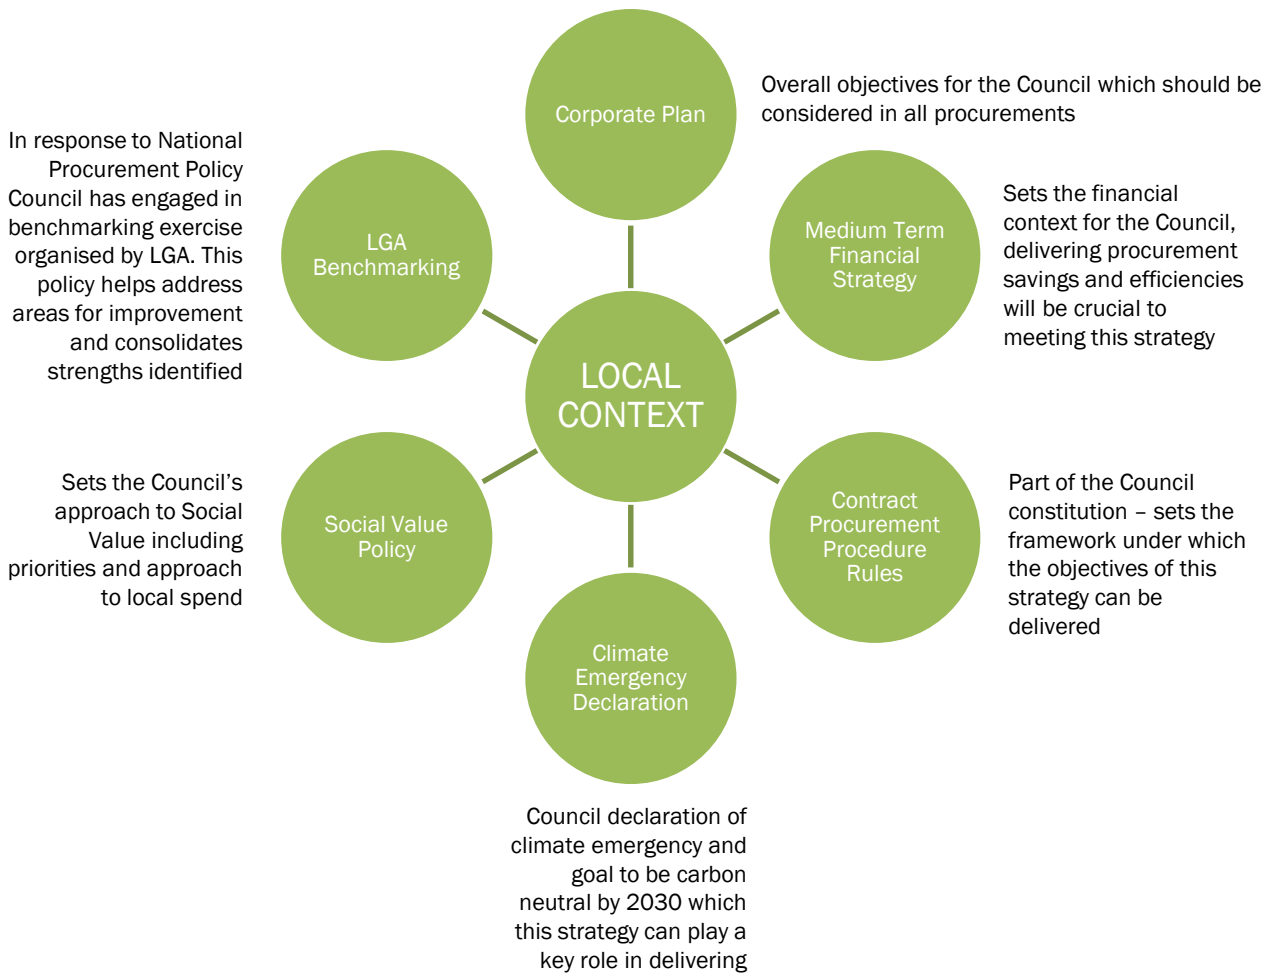 Corporate Plan
Overall objectives for the Council which should be
considered in all procurements
Medium Term
Financial
Strategy
Sets the financial
context for the Council,
delivering procurement
savings and efficiencies
will be crucial to
meeting this strategy
In response to National
Procurement Policy
Council has engaged in
benchmarking exercise
organised by LGA. This
policy helps address
areas for improvement
and consolidates
strengths identified
LGA
Benchmarking
LOCAL
CONTEXT
Sets the Council’s
approach to Social
Value including
priorities and approach
to local spend
Social Value
Policy
Contract
Procurement
Procedure
Rules
Part of the Council
constitution – sets the
framework under which
the objectives of this
strategy can be
delivered
Climate
Emergency
Declaration
Council declaration of
climate emergency and
goal to be carbon
neutral by 2030 which
this strategy can play a
key role in delivering